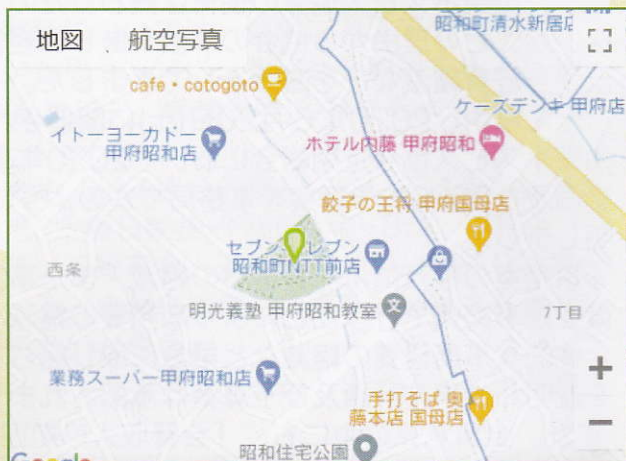 昭和町清水新居店
地図 航空写真
cafe・cotogoto
ケーズデンキ 甲府店
イトーヨーカドー
甲府昭和店
ホテル内藤 甲府昭和
餃子の王将 甲府国母店
セブン-イレブン
昭和町NTT前店
西条
明光義塾 甲府昭和教室
7丁目
業務スーパー甲府昭和店
手打そば 奥
藤本店 国母店
昭和住宅公園
Google